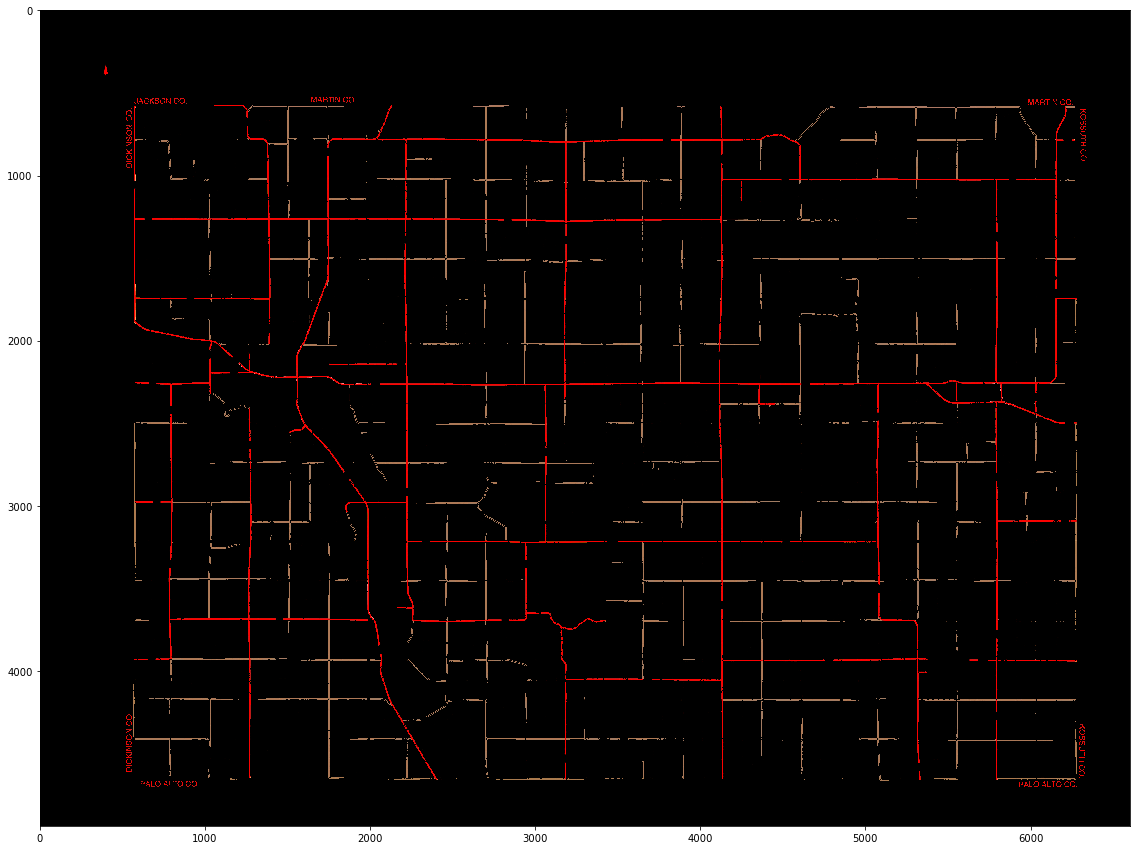 0
JACKSON CO.
MARTIN CO.
MARTIN CO.
DICKINSON CO.
KOSSUTH CO.
1000
2000
3000
4000
DICKINSON CO.
KOSSUTH CO.
PALO ALTO CO.
PALO ALTO CO.
0
1000
2000
3000
4000
5000
6000